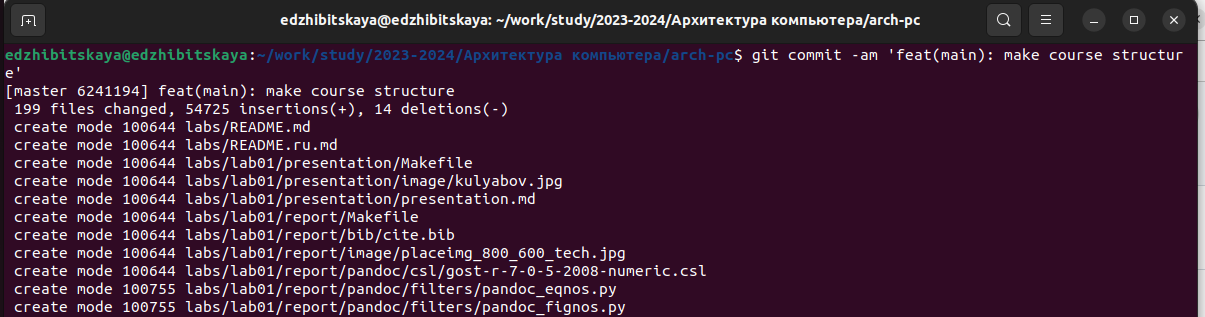 edzhibitskaya@edzhibitskaya: ~/work/study/2023-2024/Архитектура компьютера/arch-pc
edzhibitskaya@edzhibitskaya:~/work/study/2023-2024/Архитектура компьютера/arch-pc$ git commit -am 'feat(main): make course structur
e'
[master 6241194] feat(main): make course structure
 199 files changed, 54725 insertions(+), 14 deletions(-)
 create mode 100644 labs/README.md
 create mode 100644 labs/README.ru.md
 create mode 100644 labs/lab01/presentation/Makefile
 create mode 100644 labs/lab01/presentation/image/kulyabov.jpg
 create mode 100644 labs/lab01/presentation/presentation.md
 create mode 100644 labs/lab01/report/Makefile
 create mode 100644 labs/lab01/report/bib/cite.bib
 create mode 100644 labs/lab01/report/image/placeimg_800_600_tech.jpg
 create mode 100644 labs/lab01/report/pandoc/csl/gost-r-7-0-5-2008-numeric.csl
 create mode 100755 labs/lab01/report/pandoc/filters/pandoc_eqnos.py
 create mode 100755 labs/lab01/report/pandoc/filters/pandoc_fignos.py